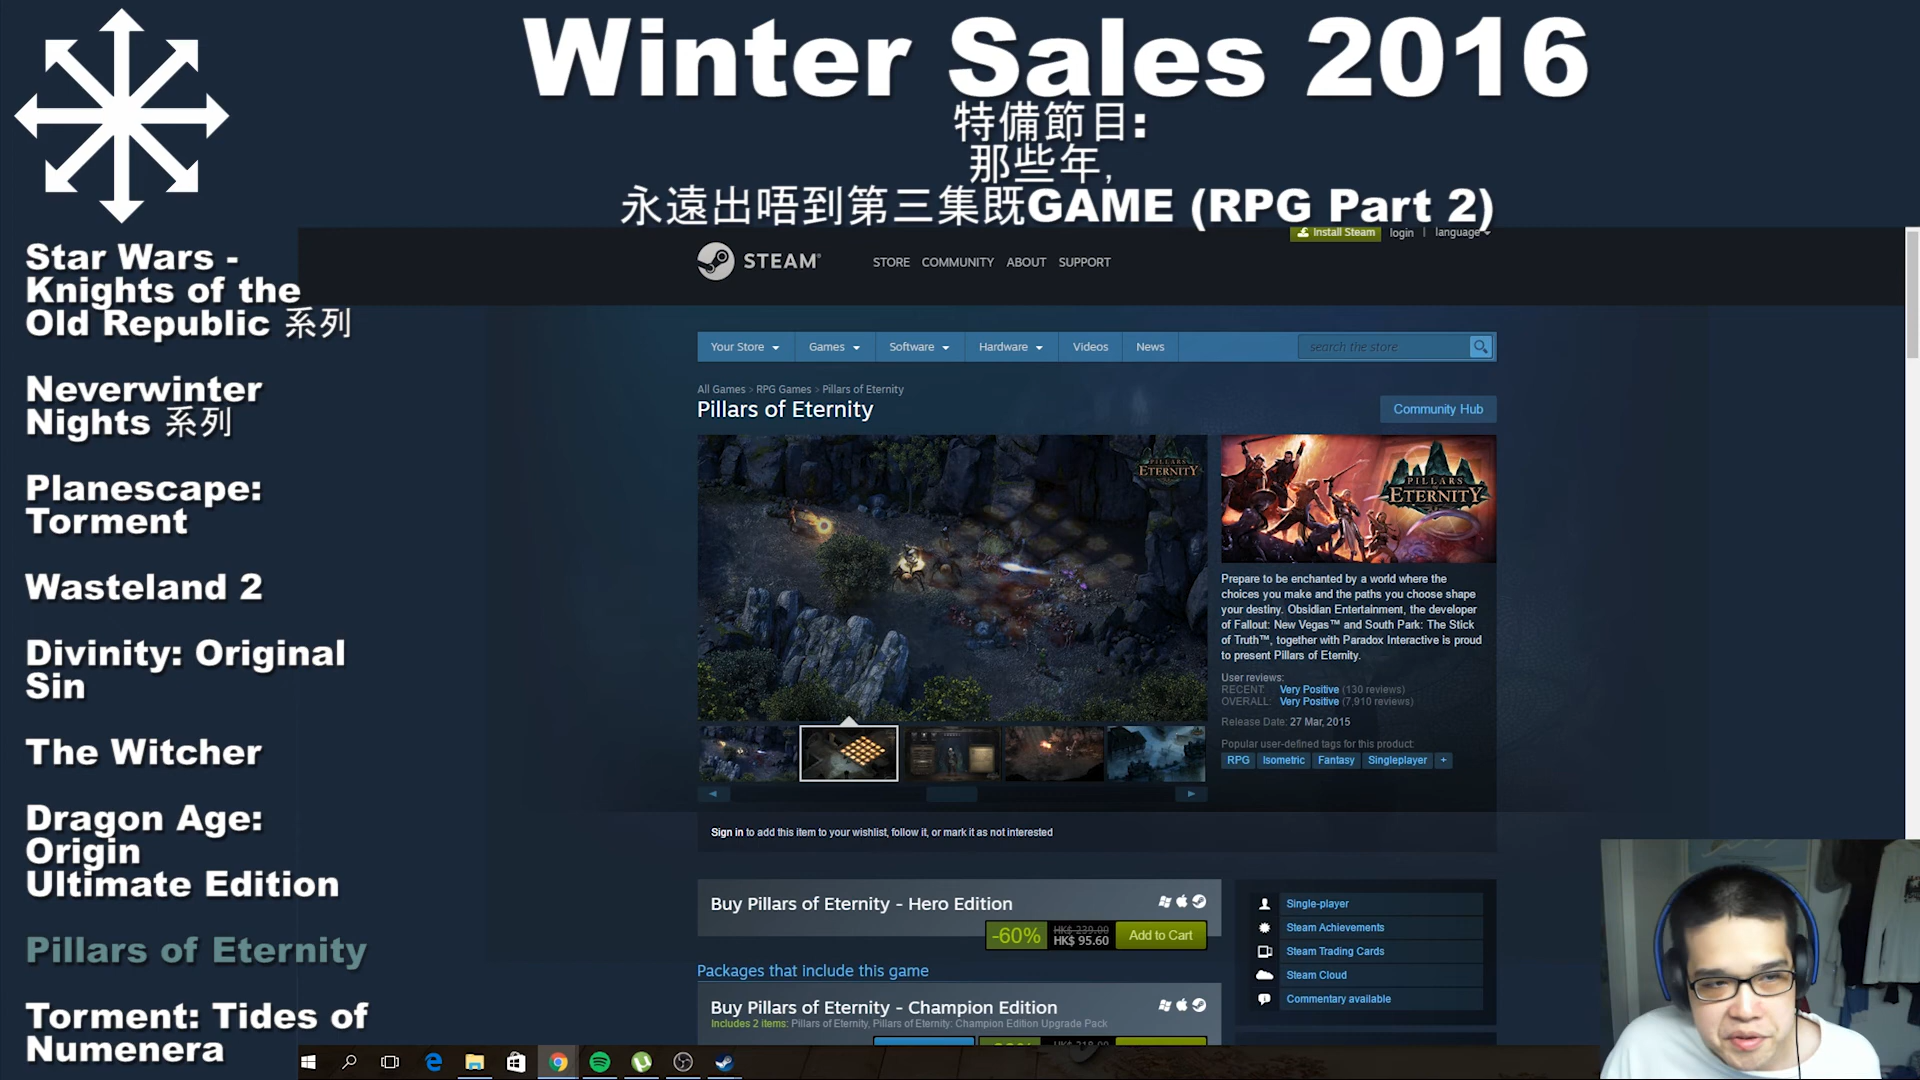 Winter Sales 2016
特備節目:
那些年,
永遠出唔到第三集既GAME (RPG Part 2)
Star Wars -
Knights of the
Old Republic 系列
Neverwinter
Nights 系列
Planescape:
Torment
Wasteland 2
Divinity: Original
Sin
The Witcher
Dragon Age:
Origin
Ultimate Edition
Pillars of Eternity
Torment: Tides of
Numenera
Install Steam login | language
STEAM®
STORE COMMUNITY ABOUT SUPPORT
Your Store Games Software Hardware Videos News search the store
All Games > RPG Games > Pillars of Eternity
Pillars of Eternity
Community Hub
PILLARS
ETERNITY
PILLARS
ETERNITY
Prepare to be enchanted by a world where the
choices you make and the paths you choose shape
your destiny. Obsidian Entertainment, the developer
of Fallout: New Vegas™ and South Park: The Stick
of Truth™, together with Paradox Interactive is proud
to present Pillars of Eternity.
User reviews:
RECENT: Very Positive (130 reviews)
OVERALL: Very Positive (7,910 reviews)
Release Date: 27 Mar, 2015
Popular user-defined tags for this product:
RPG Isometric Fantasy Singleplayer +
Sign in to add this item to your wishlist, follow it, or mark it as not interested
Buy Pillars of Eternity - Hero Edition
-60% HK$ 239.00 HK$ 95.60 Add to Cart
Packages that include this game
Buy Pillars of Eternity - Champion Edition
Includes 2 items: Pillars of Eternity, Pillars of Eternity: Champion Edition Upgrade Pack
Single-player
Steam Achievements
Steam Trading Cards
Steam Cloud
Commentary available